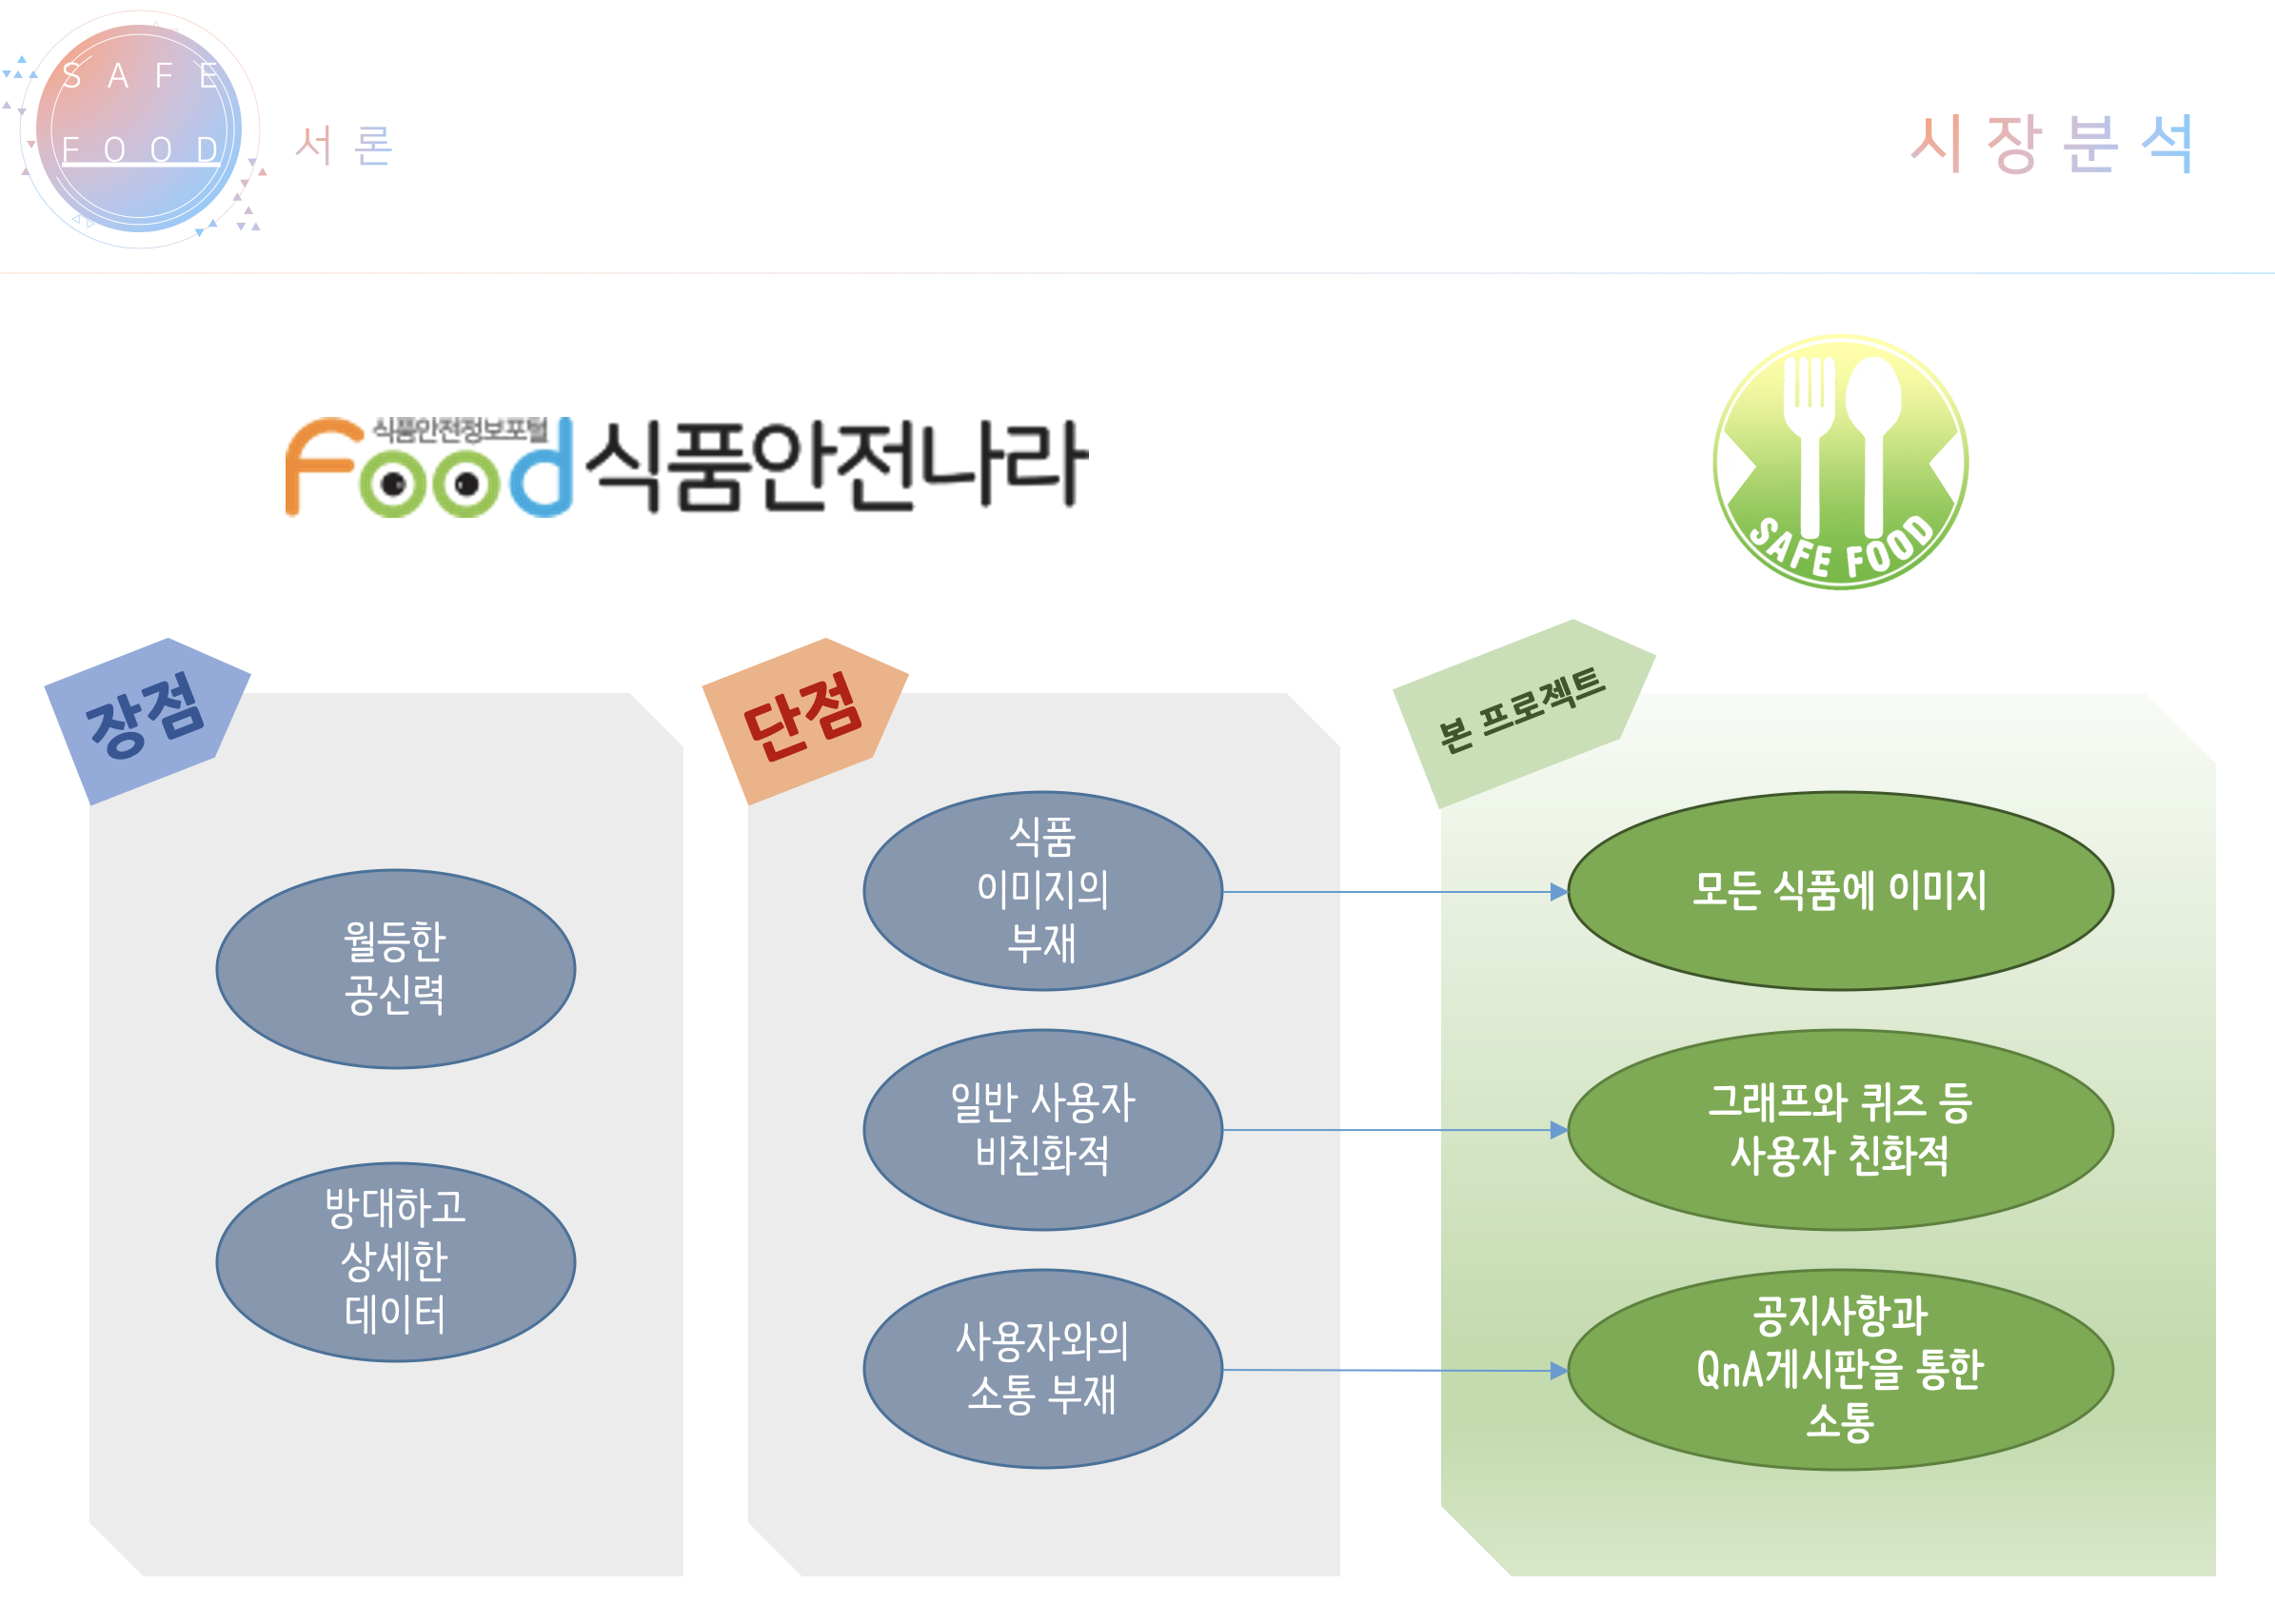 SAFE
FOOD
서론
시장분석
식품안전정보포털
Food 식품안전나라
SAFE FOOD
장점
월등한
공신력
방대하고
상세한
데이터
단점
식품
이미지의
부재
일반 사용자
비친화적
사용자와의
소통 부재
본 프로젝트
모든 식품에 이미지
그래프와 퀴즈 등
사용자 친화적
공지사항과
QnA게시판을 통한
소통